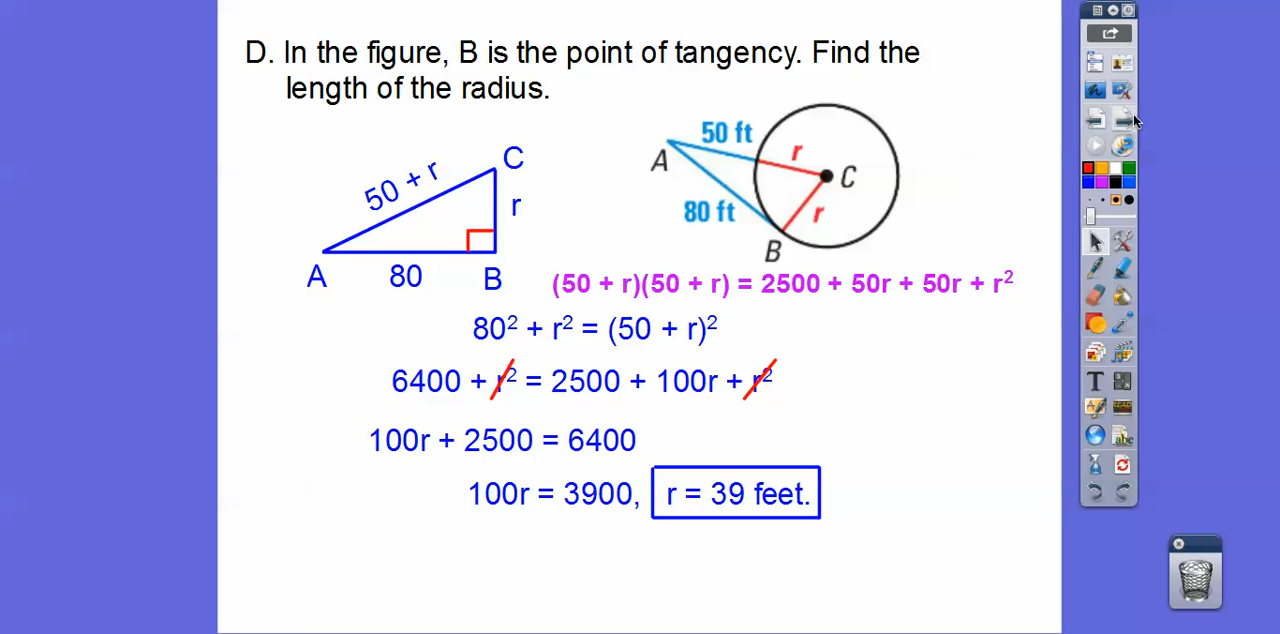 D. In the figure, B is the point of tangency. Find the
length of the radius.
50 ft
r
A
C
80 ft
r
B
C
50 + r
r
A
80
B
(50 + r)(50 + r) = 2500 + 50r + 50r + r²
80² + r² = (50 + r)²
6400 + r² = 2500 + 100r + r²
100r + 2500 = 6400
100r = 3900, r = 39 feet.